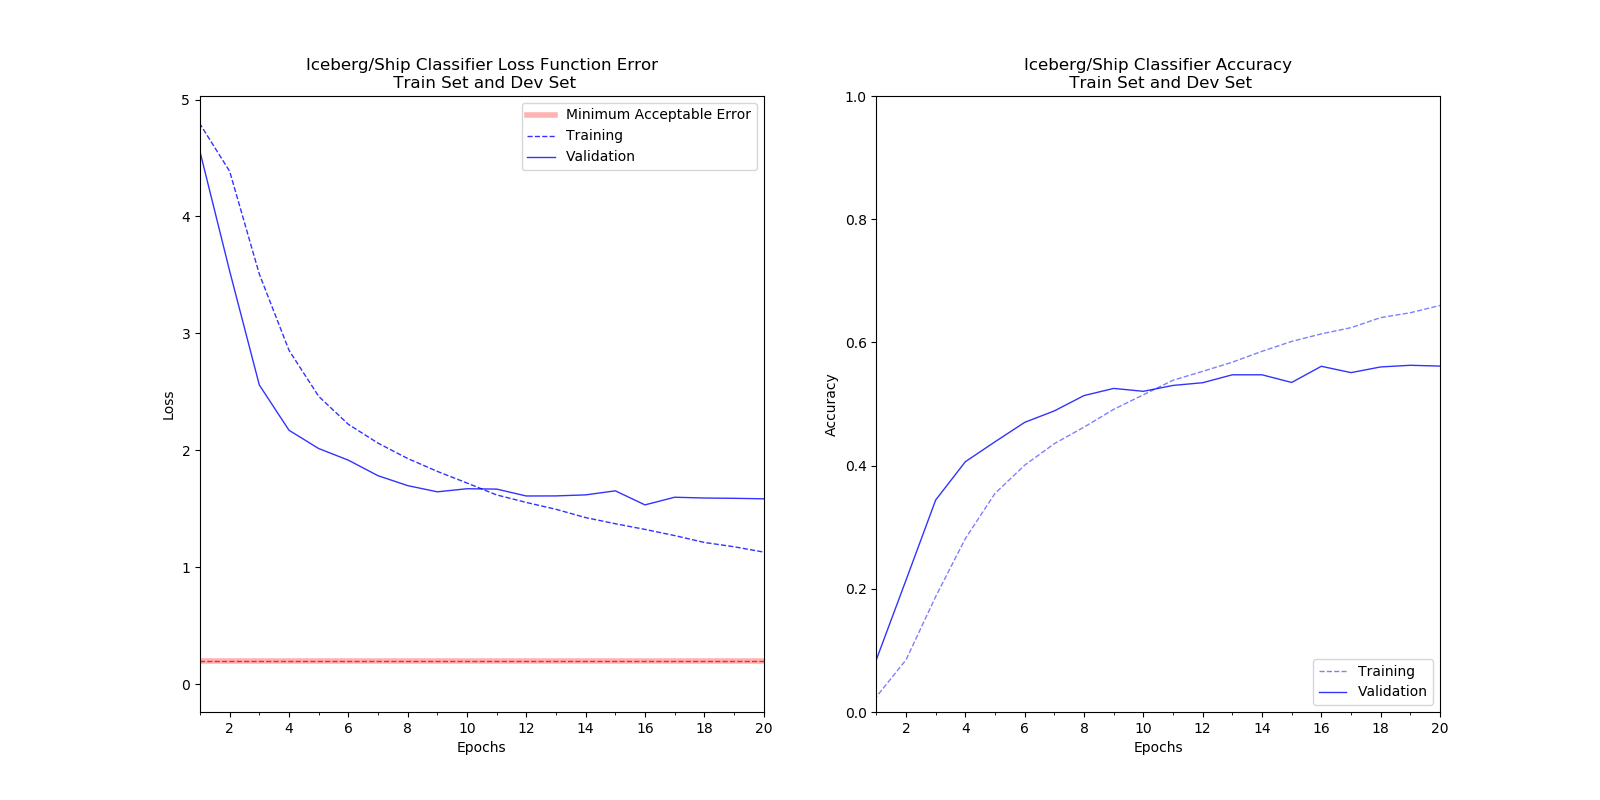 Iceberg/Ship Classifier Loss Function Error
Train Set and Dev Set
5
4
3
2
1
0
Loss
Minimum Acceptable Error
Training
Validation
2 4 6 8 10 12 14 16 18 20
Epochs
Iceberg/Ship Classifier Accuracy
Train Set and Dev Set
1.0
0.8
0.6
0.4
0.2
0.0
Accuracy
Training
Validation
2 4 6 8 10 12 14 16 18 20
Epochs